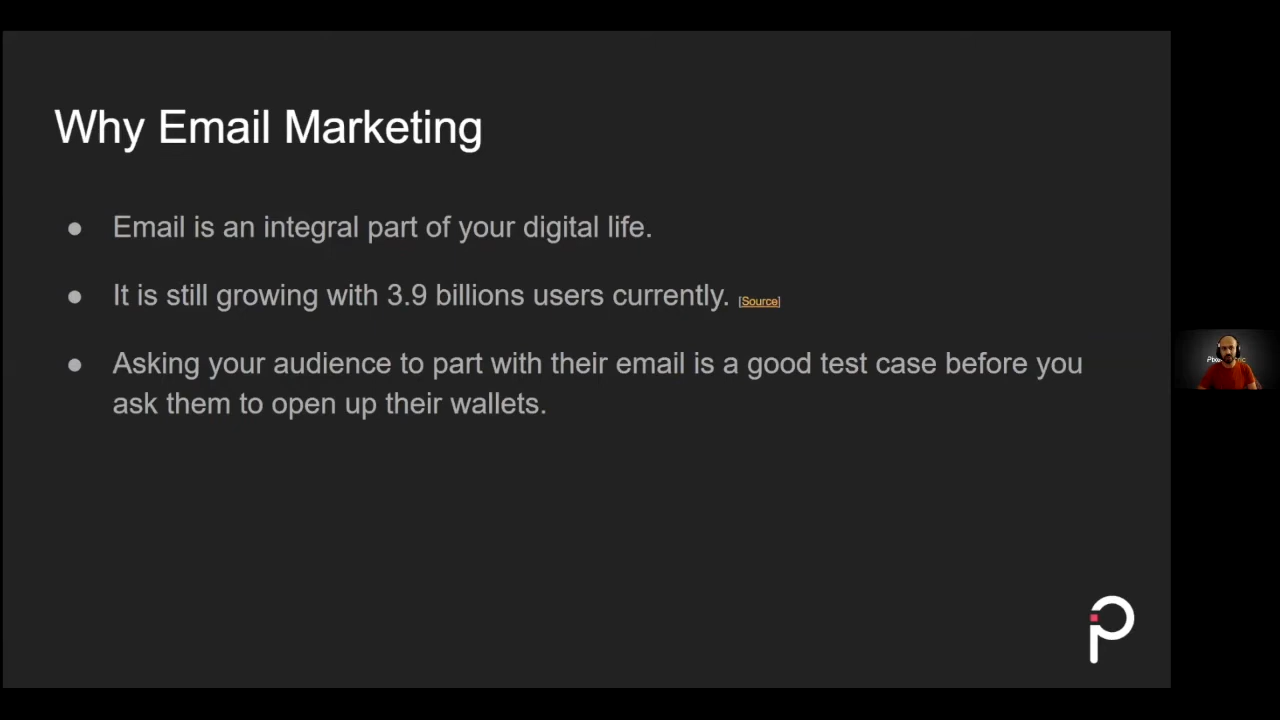 Why Email Marketing
● Email is an integral part of your digital life.
● It is still growing with 3.9 billions users currently. [Source]
● Asking your audience to part with their email is a good test case before you
ask them to open up their wallets.